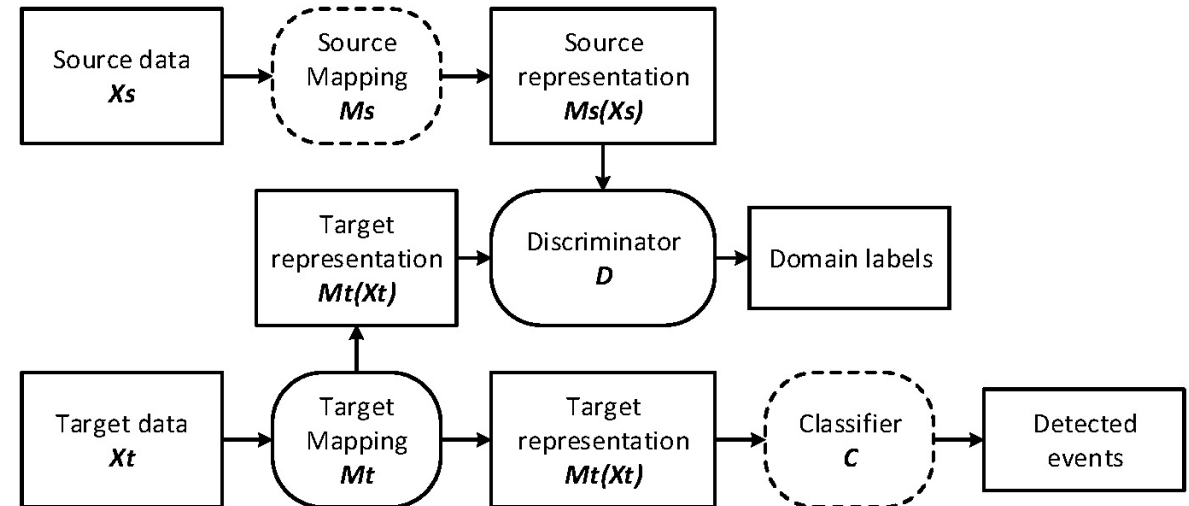 Source data
Xs
Source
Mapping
Ms
Source
representation
Ms(Xs)
Target
representation
Mt(Xt)
Discriminator
D
Domain labels
Target data
Xt
Target
Mapping
Mt
Target
representation
Mt(Xt)
Classifier
C
Detected
events